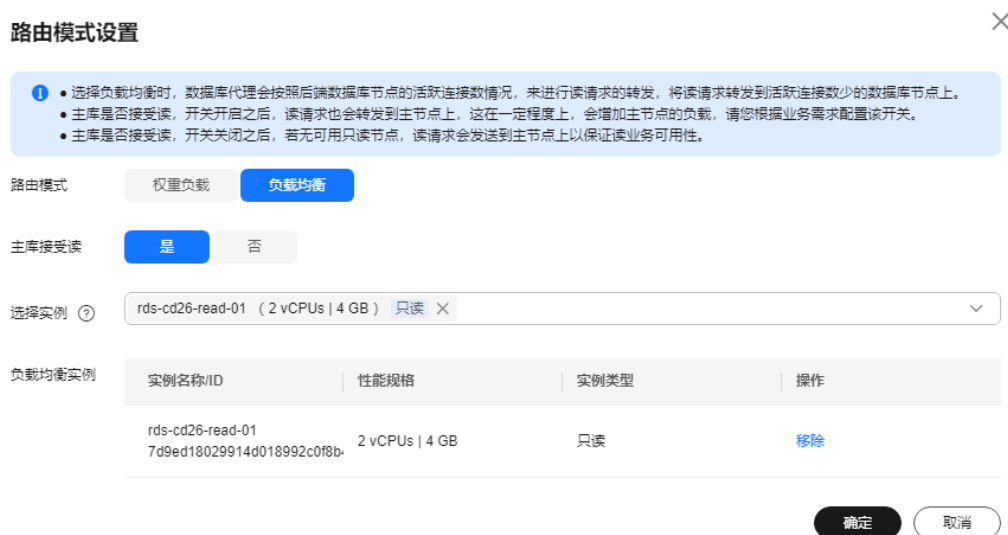 路由模式设置
● 选择负载均衡时，数据库代理会按照后端数据库节点的活跃连接数情况，来进行读请求的转发，将读请求转发到活跃连接数少的数据库节点上。
● 主库是否接受读，开关开启之后，读请求也会转发到主节点上，这在一定程度上，会增加主节点的负载，请您根据业务需求配置该开关。
● 主库是否接受读，开关关闭之后，若无可用只读节点，读请求会发送到主节点上以保证读业务可用性。
路由模式 权重负载 负载均衡
主库接受读 是 否
选择实例 rds-cd26-read-01 （2 vCPUs | 4 GB） 只读
负载均衡实例 实例名称/ID 性能规格 实例类型 操作
rds-cd26-read-01
7d9ed18029914d018992c0f8b 2 vCPUs | 4 GB 只读 移除
确定 取消